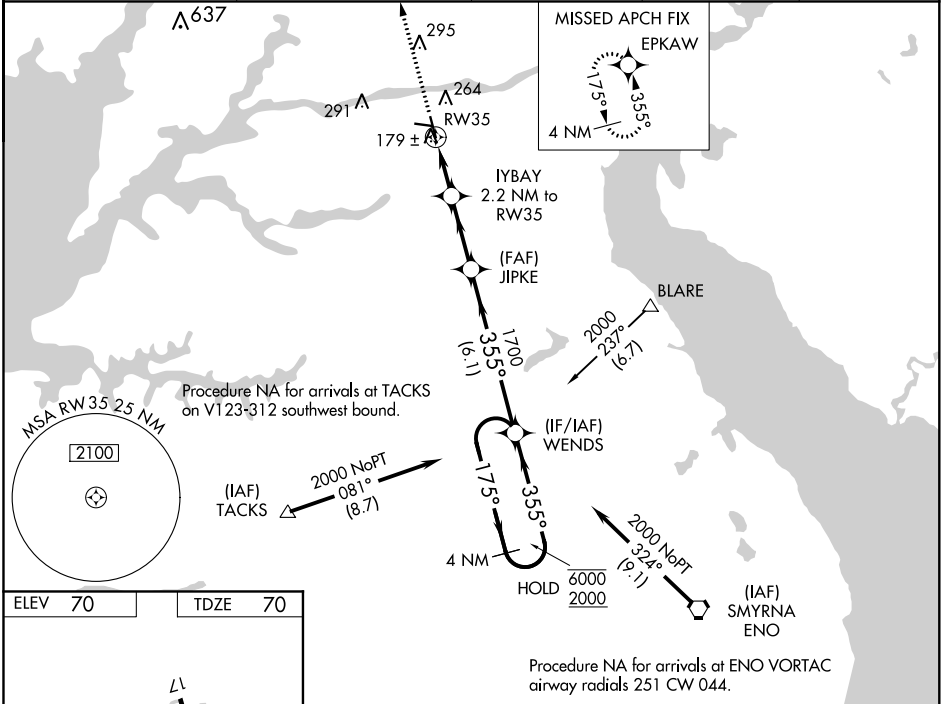 637
295
264
291
RW35
179 ±
MISSED APCH FIX
EPKAW
175°
355°
4 NM
IYBAY
2.2 NM to
RW35
(FAF)
JIPKE
BLARE
2000
237°
(6.7)
1700
355°
(6.1)
Procedure NA for arrivals at TACKS
on V123-312 southwest bound.
MSA RW35 25 NM
2100
(IF/IAF)
WENDS
(IAF)
TACKS
2000 NoPT
081°
(8.7)
175°
355°
4 NM
HOLD
6000
2000
2000 NoPT
324°
(9.1)
(IAF)
SMYRNA
ENO
ELEV 70
TDZE 70
17
Procedure NA for arrivals at ENO VORTAC
airway radials 251 CW 044.